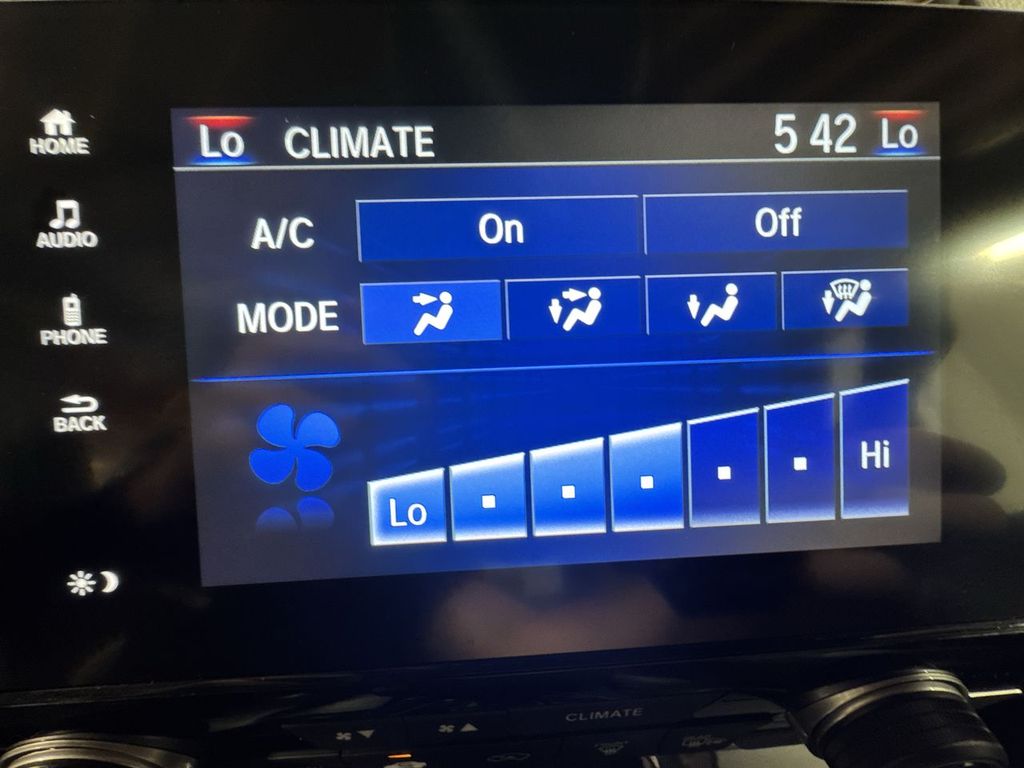 HOME
AUDIO
PHONE
BACK
Lo CLIMATE 5 42 Lo
A/C On Off
MODE
Lo Hi
CLIMATE